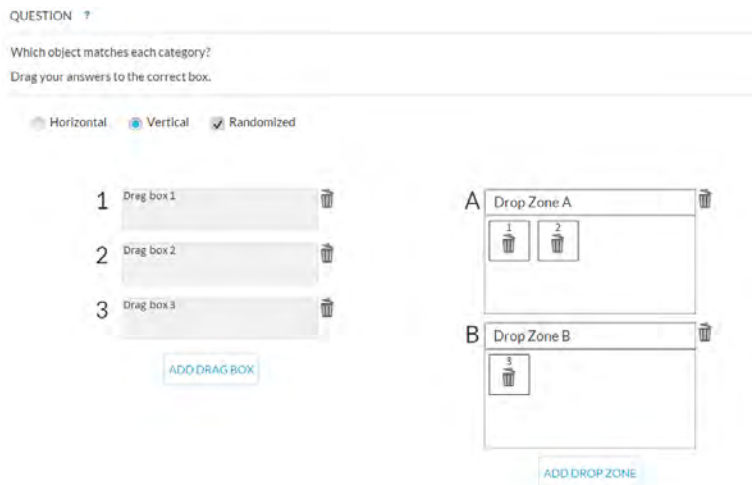 QUESTION ?
Which object matches each category?
Drag your answers to the correct box.
Horizontal Vertical Randomized
1 Drag box 1
2 Drag box 2
3 Drag box 3
ADD DRAG BOX
A Drop Zone A
1 2
B Drop Zone B
3
ADD DROP ZONE